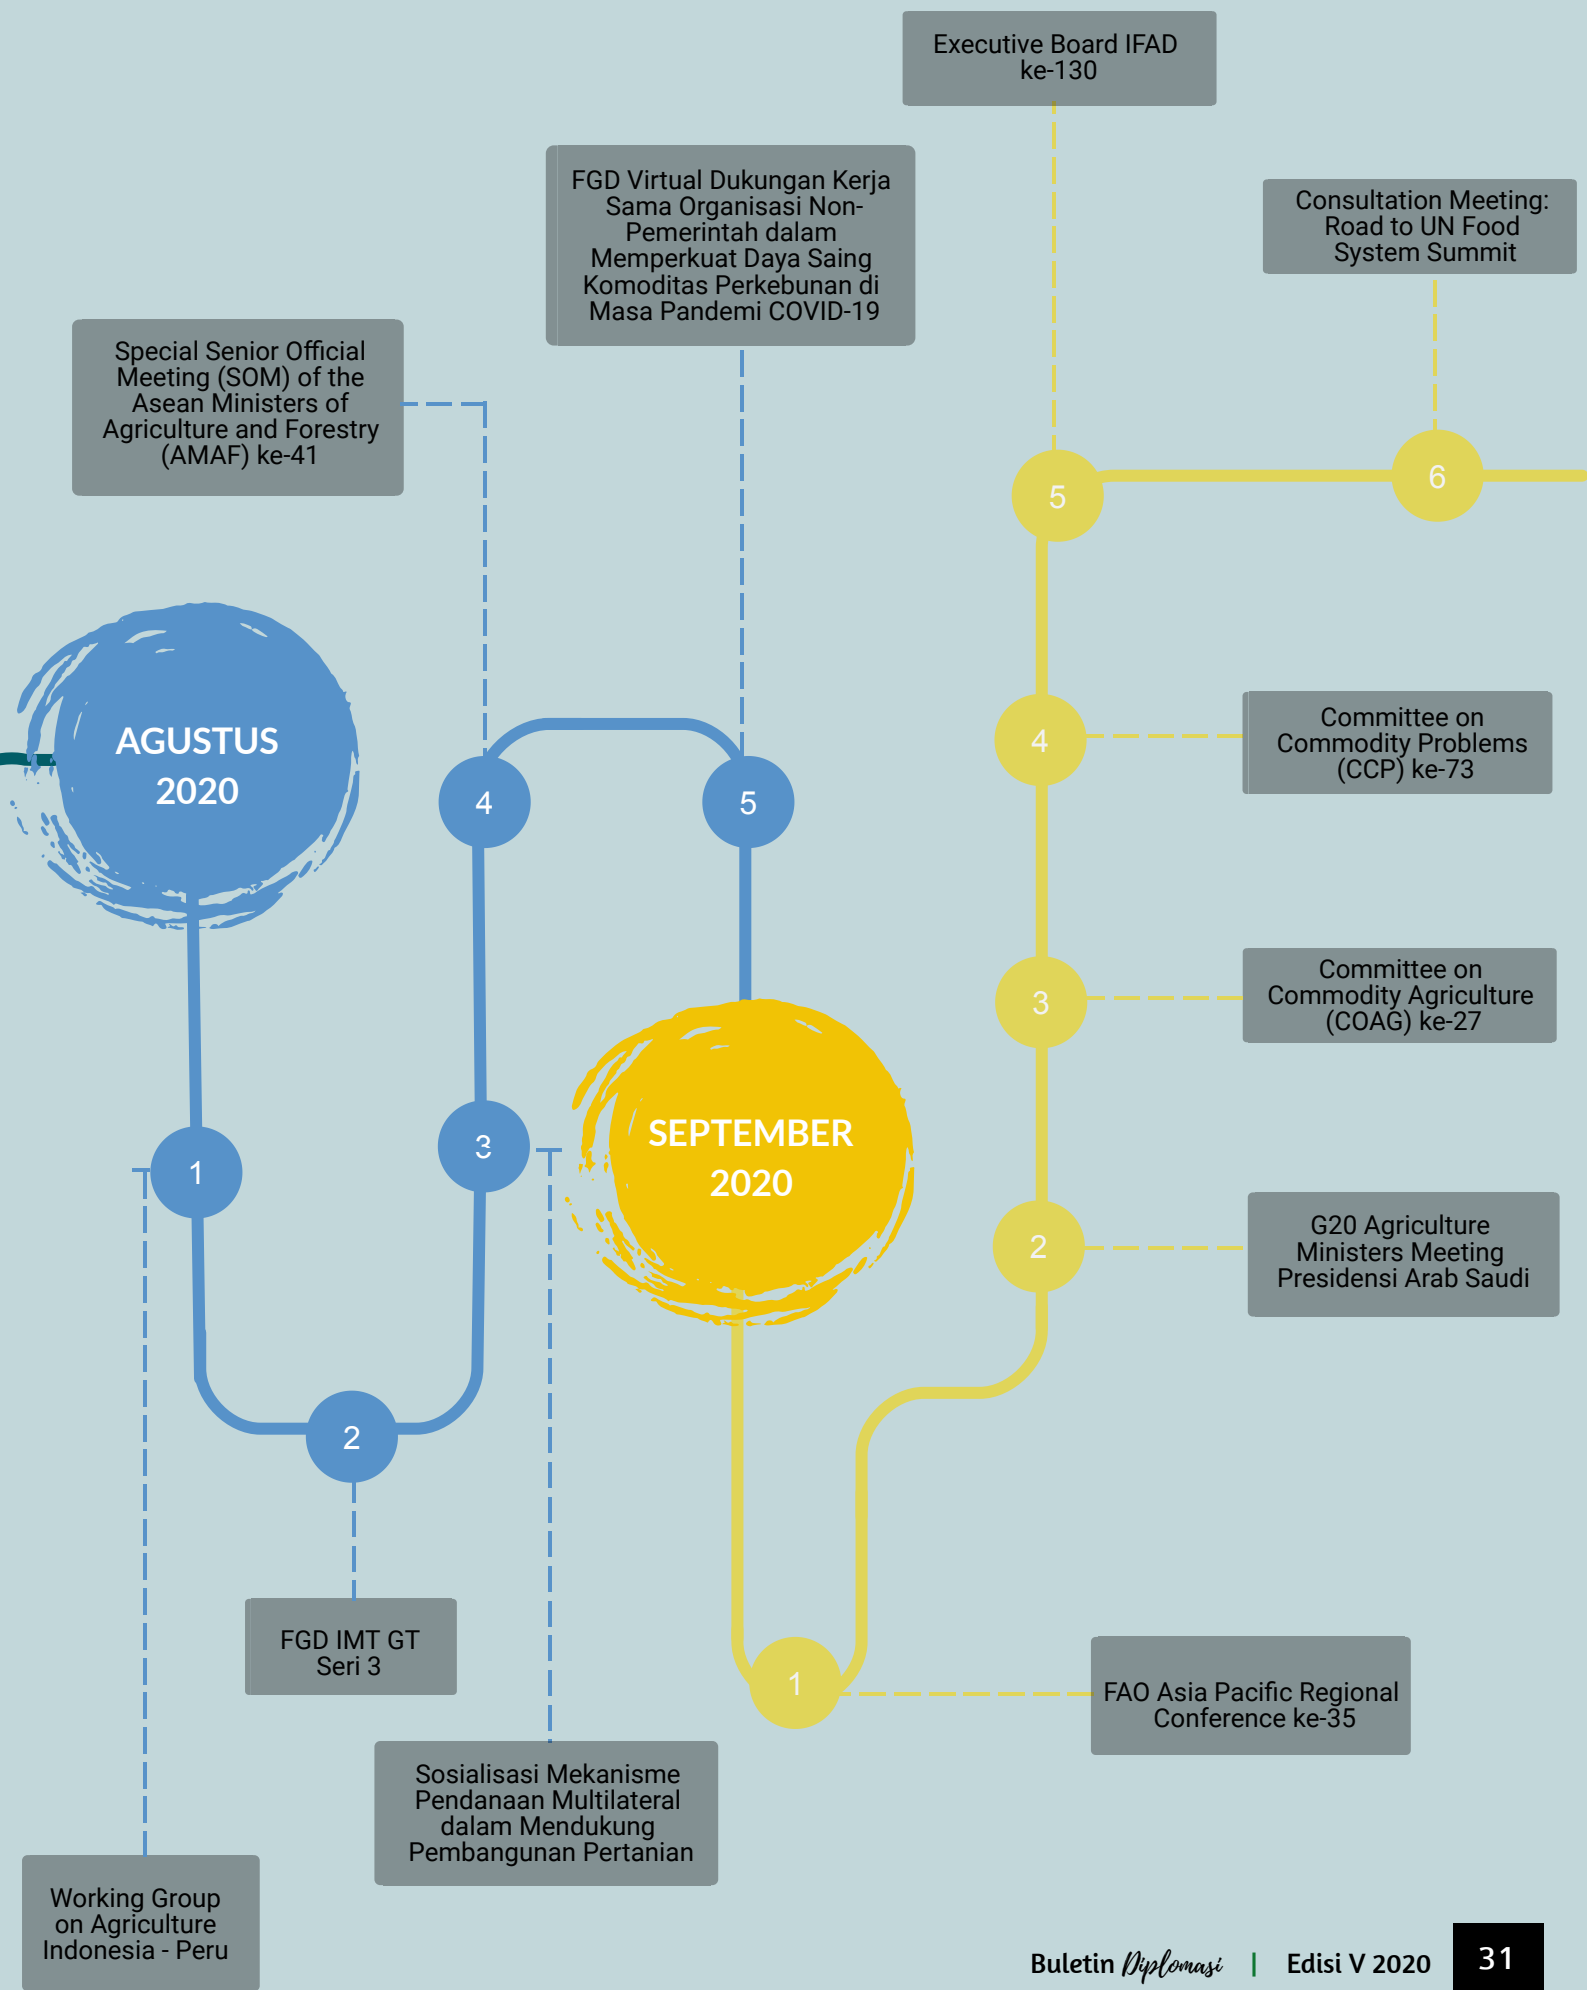 Executive Board IFAD
ke-130
FGD Virtual Dukungan Kerja
Sama Organisasi Non-
Pemerintah dalam
Memperkuat Daya Saing
Komoditas Perkebunan di
Masa Pandemi COVID-19
Consultation Meeting:
Road to UN Food
System Summit
Special Senior Official
Meeting (SOM) of the
Asean Ministers of
Agriculture and Forestry
(AMAF) ke-41
5
6
AGUSTUS
2020
4
5
4
Committee on
Commodity Problems
(CCP) ke-73
3
Committee on
Commodity Agriculture
(COAG) ke-27
1
3
SEPTEMBER
2020
2
G20 Agriculture
Ministers Meeting
Presidensi Arab Saudi
2
FGD IMT GT
Seri 3
1
FAO Asia Pacific Regional
Conference ke-35
Sosialisasi Mekanisme
Pendanaan Multilateral
dalam Mendukung
Pembangunan Pertanian
Working Group
on Agriculture
Indonesia - Peru
Buletin Diplomasi | Edisi V 2020 31